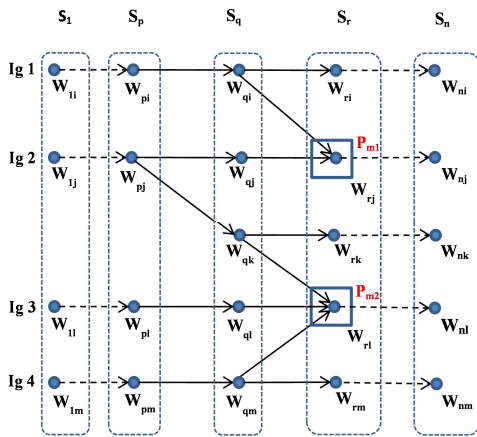 S1 Sp Sq Sr Sn
Ig 1
W1i Wpi Wqi Wri Wni
Pm1
Ig 2
W1j Wpj Wqj Wrj Wnj
Wqk Wrk Wnk
Pm2
Ig 3
W1l Wpl Wql Wrl Wnl
Ig 4
W1m Wpm Wqm Wrm Wnm